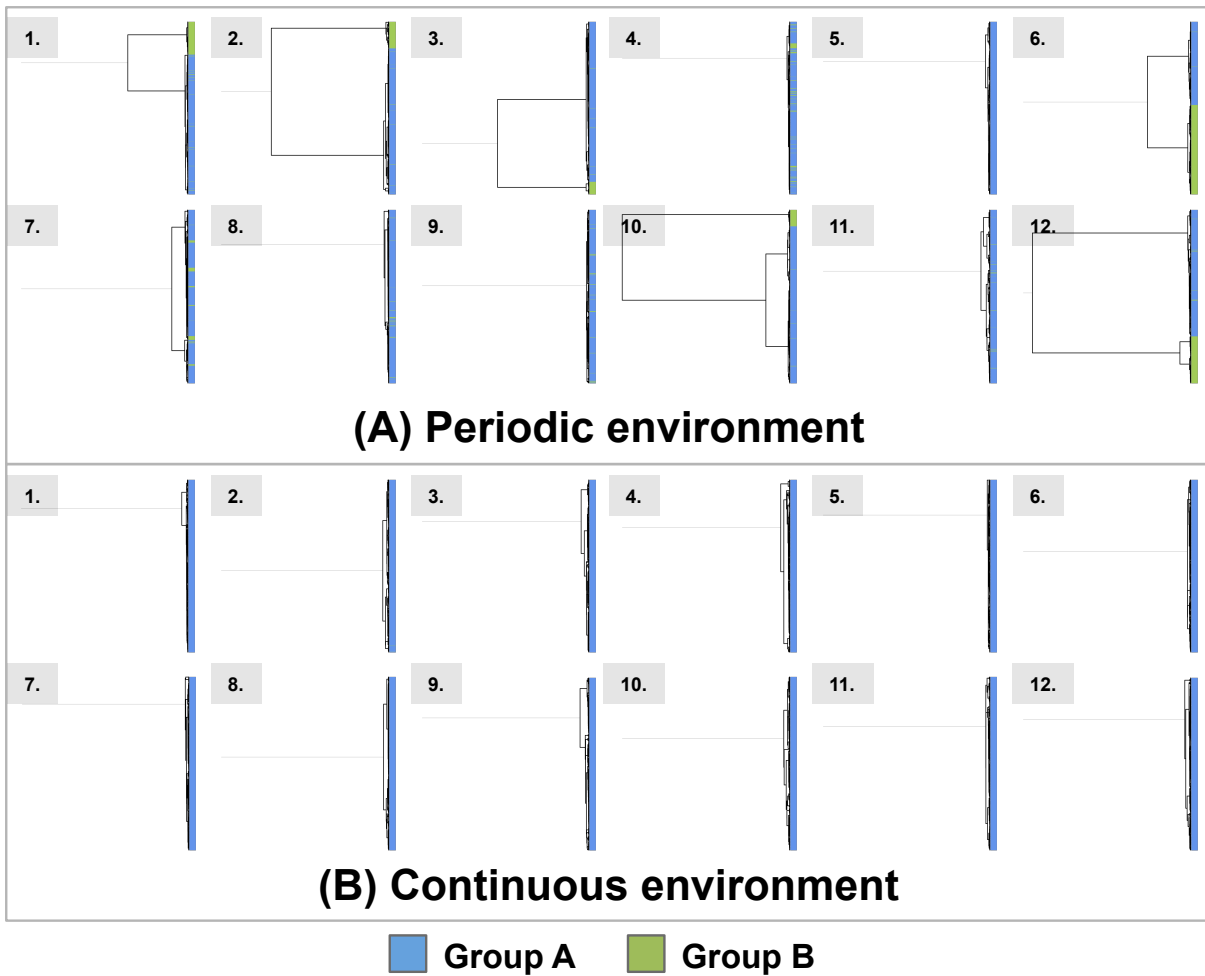 1. 2. 3. 4. 5. 6.
7. 8. 9. 10. 11. 12.
(A) Periodic environment
1. 2. 3. 4. 5. 6.
7. 8. 9. 10. 11. 12.
(B) Continuous environment
Group A Group B